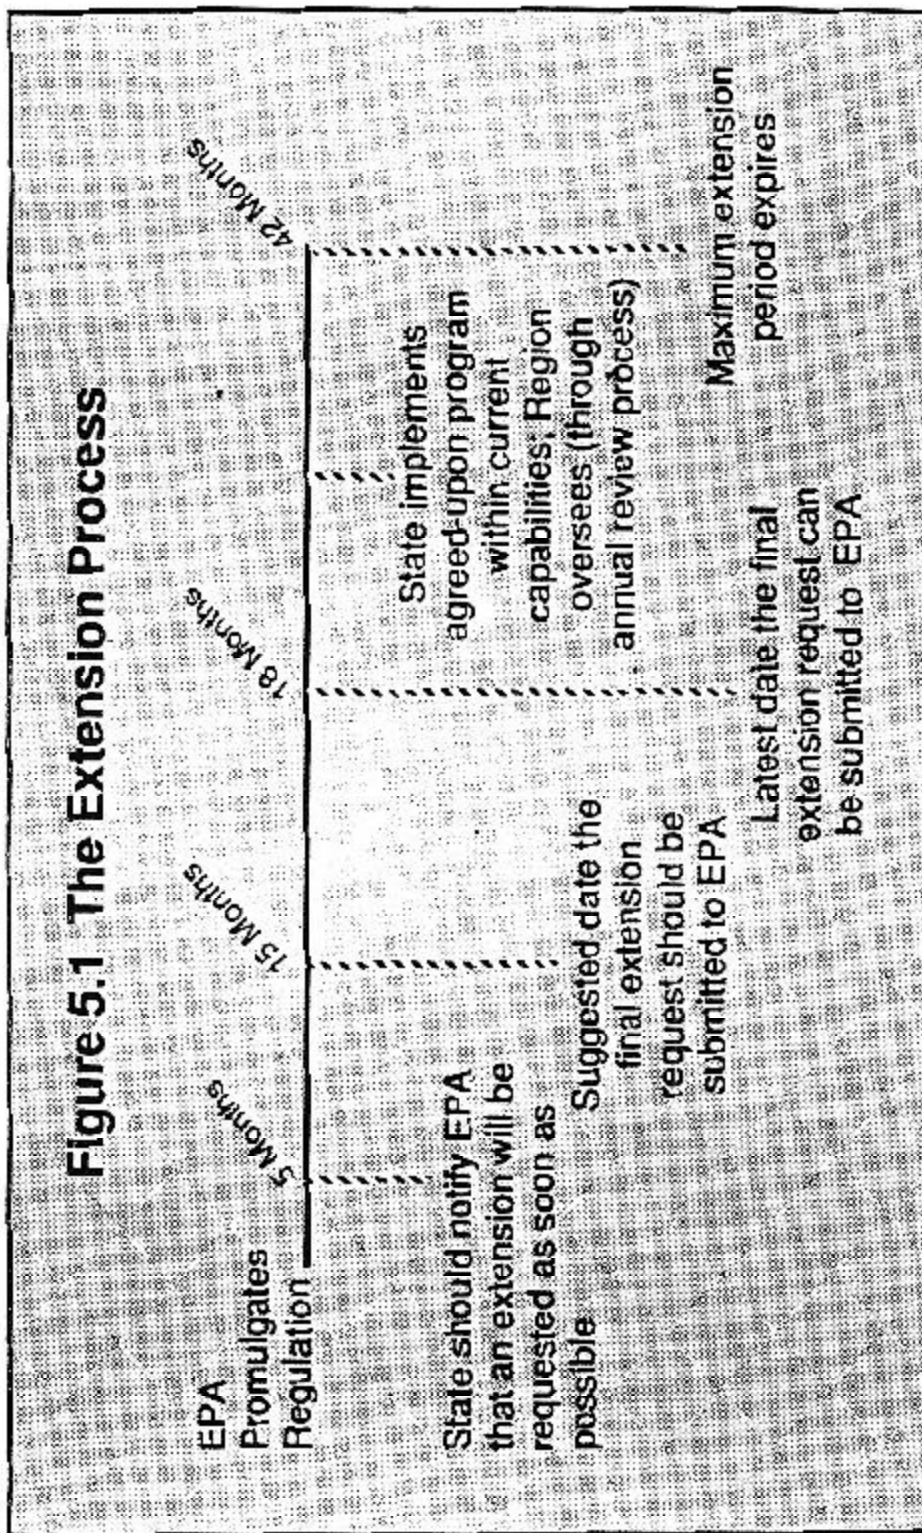 Figure 5.1 The Extension Process
EPA
Promulgates
Regulation
5 Months
15 Months
18 Months
42 Months
State should notify EPA
that an extension will be
requested as soon as
possible
Suggested date the
final extension
request should be
submitted to EPA
Latest date the final
extension request can
be submitted to EPA
State implements
agreed-upon program
within current
capabilities; Region
oversees (through
annual review process)
Maximum extension
period expires